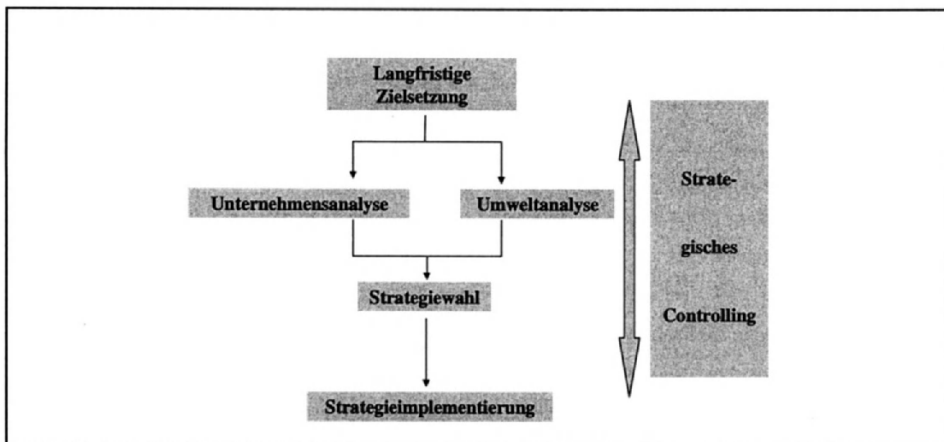 Langfristige
Zielsetzung
Unternehmensanalyse
Umweltanalyse
Strategiewahl
Strategieimplementierung
Strate-
gisches
Controlling